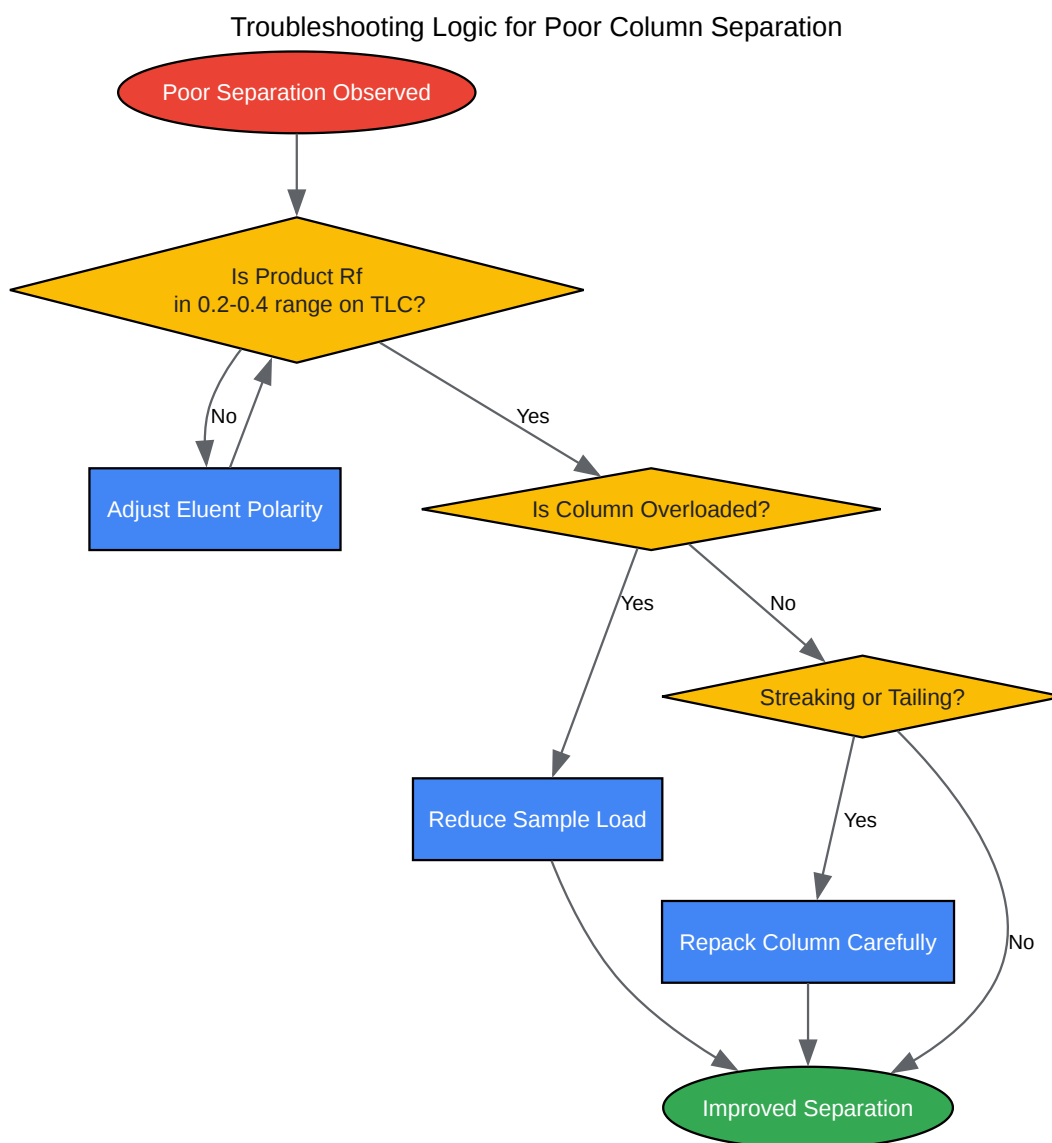 Troubleshooting Logic for Poor Column Separation
Poor Separation Observed
Is Product Rf
in 0.2-0.4 range on TLC?
No
Yes
Adjust Eluent Polarity
Is Column Overloaded?
Yes
No
Streaking or Tailing?
Reduce Sample Load
Yes
Repack Column Carefully
No
Improved Separation